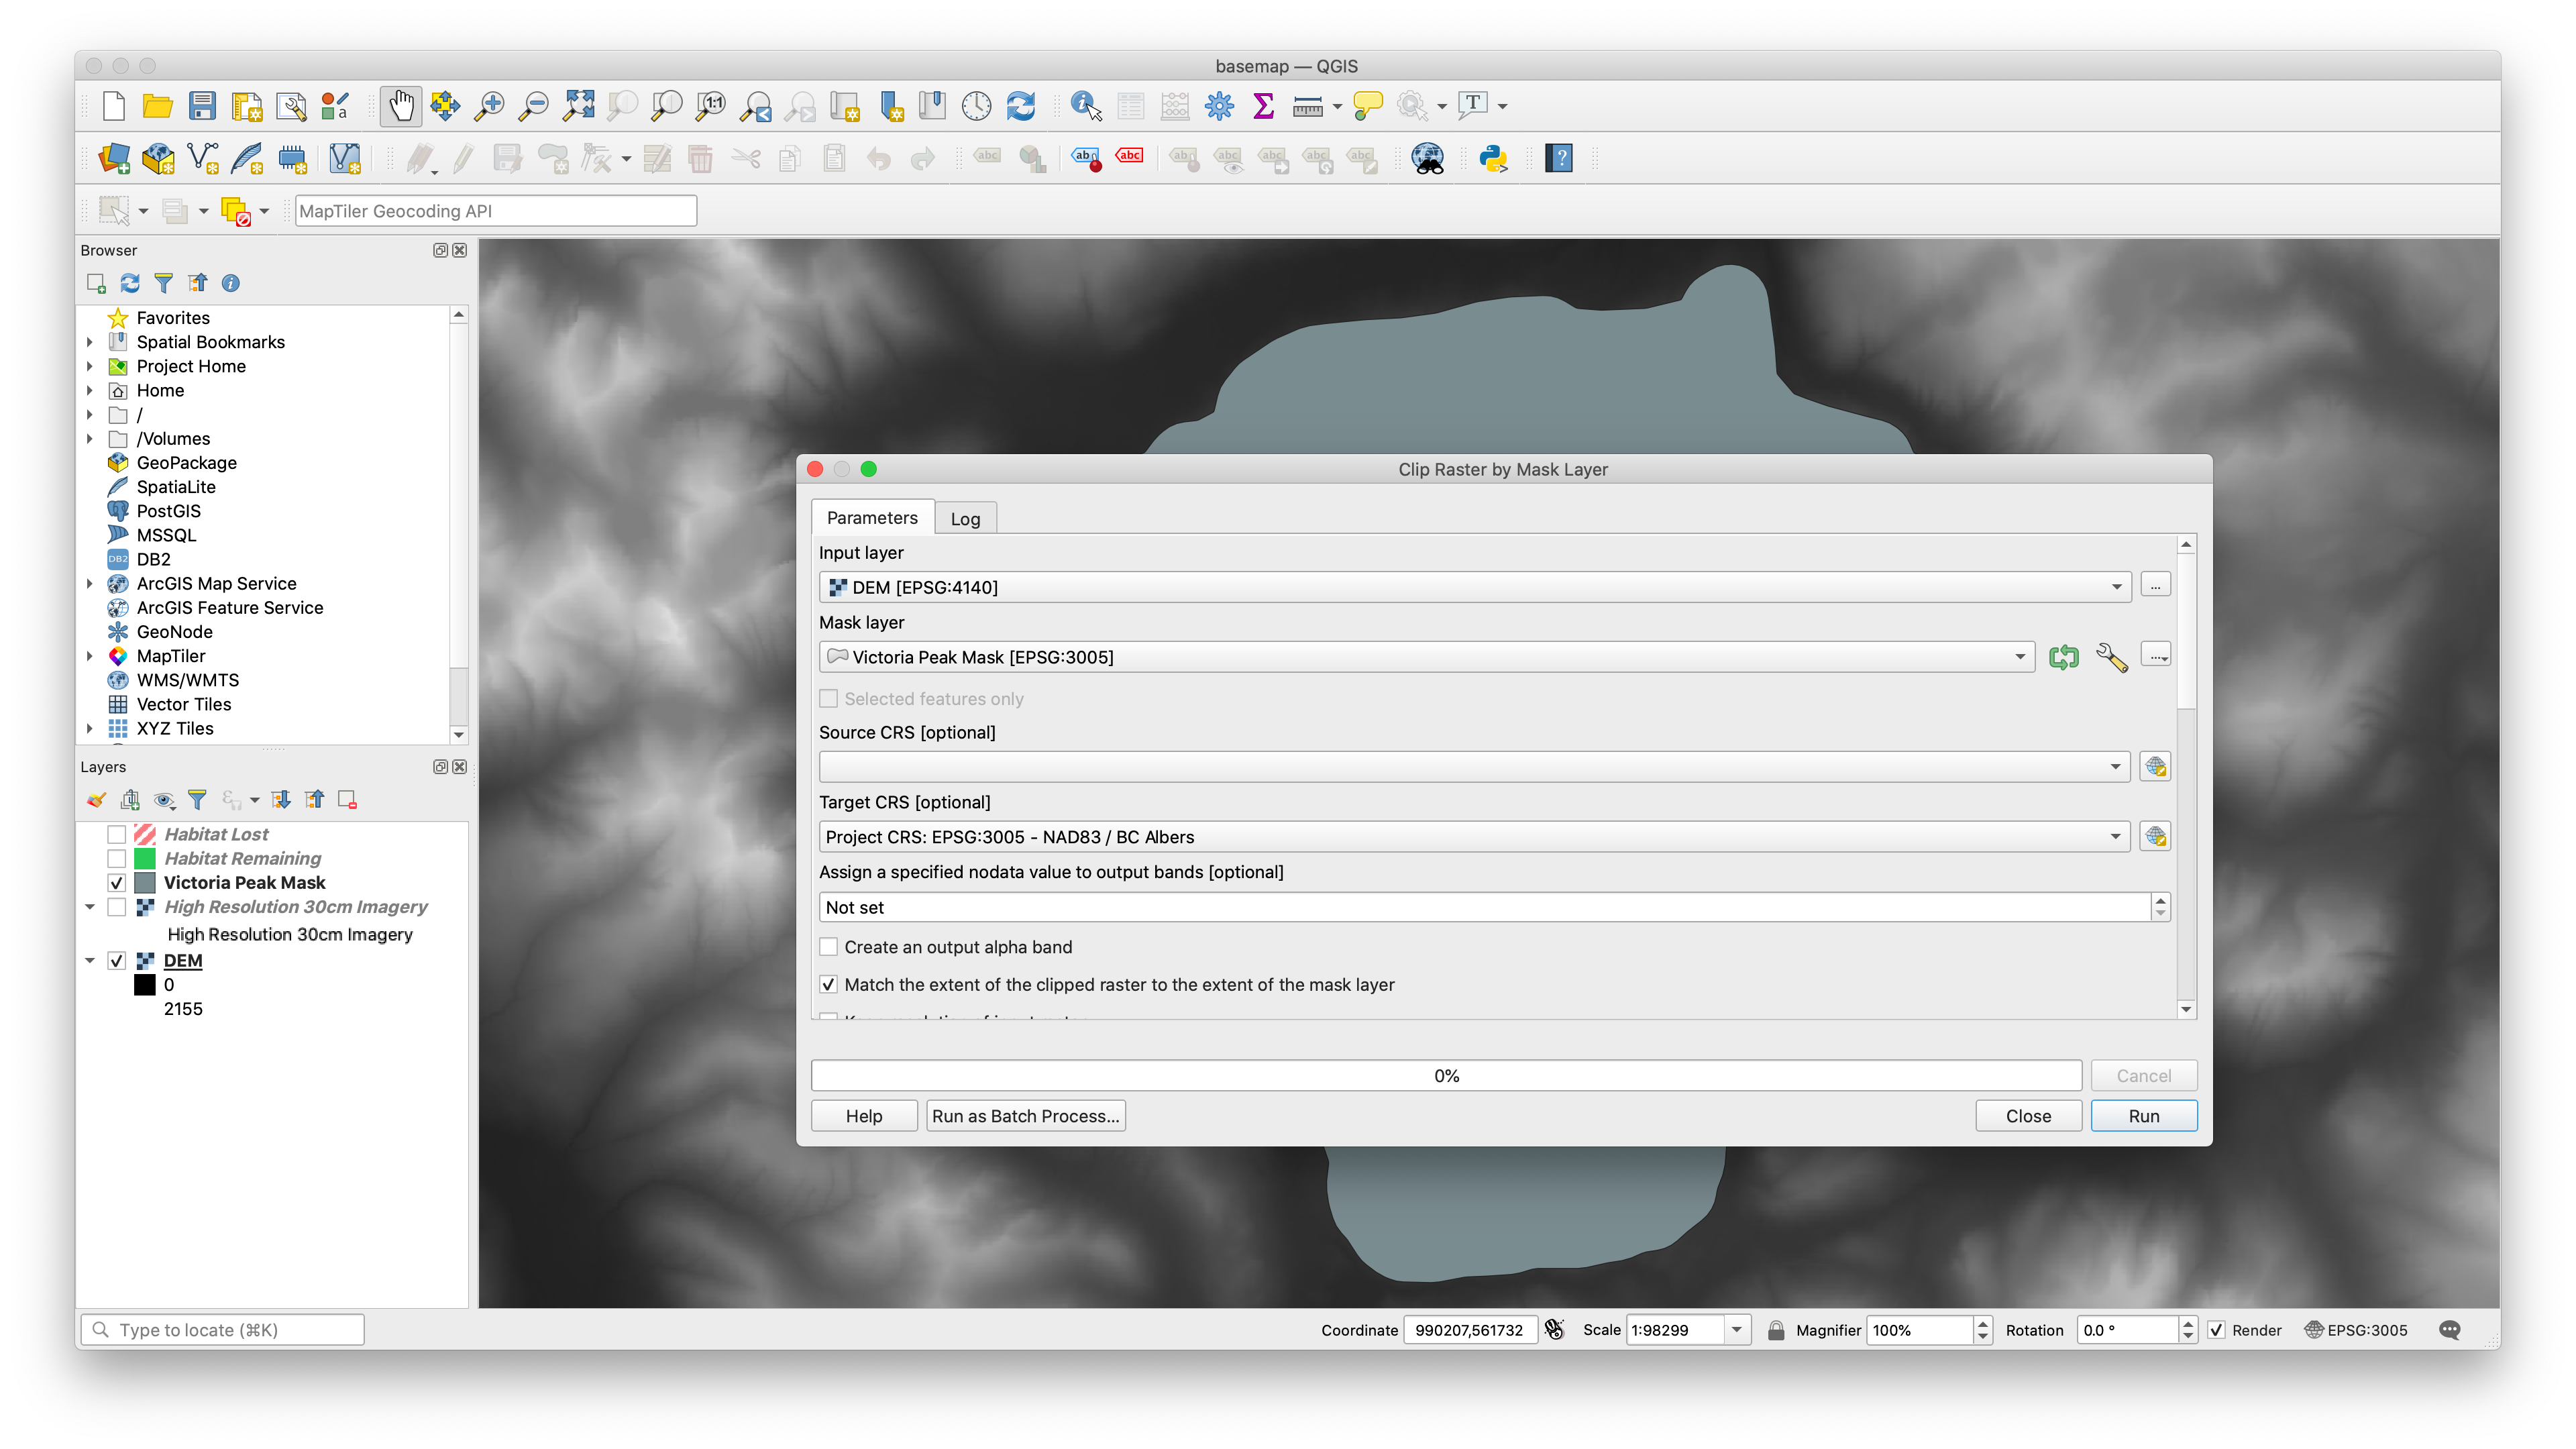 basemap — QGIS
MapTiler Geocoding API
Browser
Favorites
Spatial Bookmarks
Project Home
Home
/
/Volumes
GeoPackage
SpatiaLite
PostGIS
MSSQL
DB2
DB2
ArcGIS Map Service
ArcGIS Feature Service
GeoNode
MapTiler
WMS/WMTS
Vector Tiles
XYZ Tiles
Layers
Habitat Lost
Habitat Remaining
Victoria Peak Mask
High Resolution 30cm Imagery
High Resolution 30cm Imagery
DEM
0
2155
Clip Raster by Mask Layer
Parameters
Log
Input layer
DEM [EPSG:4140]
...
Mask layer
Victoria Peak Mask [EPSG:3005]
...
Selected features only
Source CRS [optional]
Target CRS [optional]
Project CRS: EPSG:3005 - NAD83 / BC Albers
Assign a specified nodata value to output bands [optional]
Not set
Create an output alpha band
Match the extent of the clipped raster to the extent of the mask layer
0%
Cancel
Help
Run as Batch Process...
Close
Run
Type to locate (⌘K)
Coordinate 990207,561732
Scale 1:98299
Magnifier 100%
Rotation 0.0 °
Render
EPSG:3005